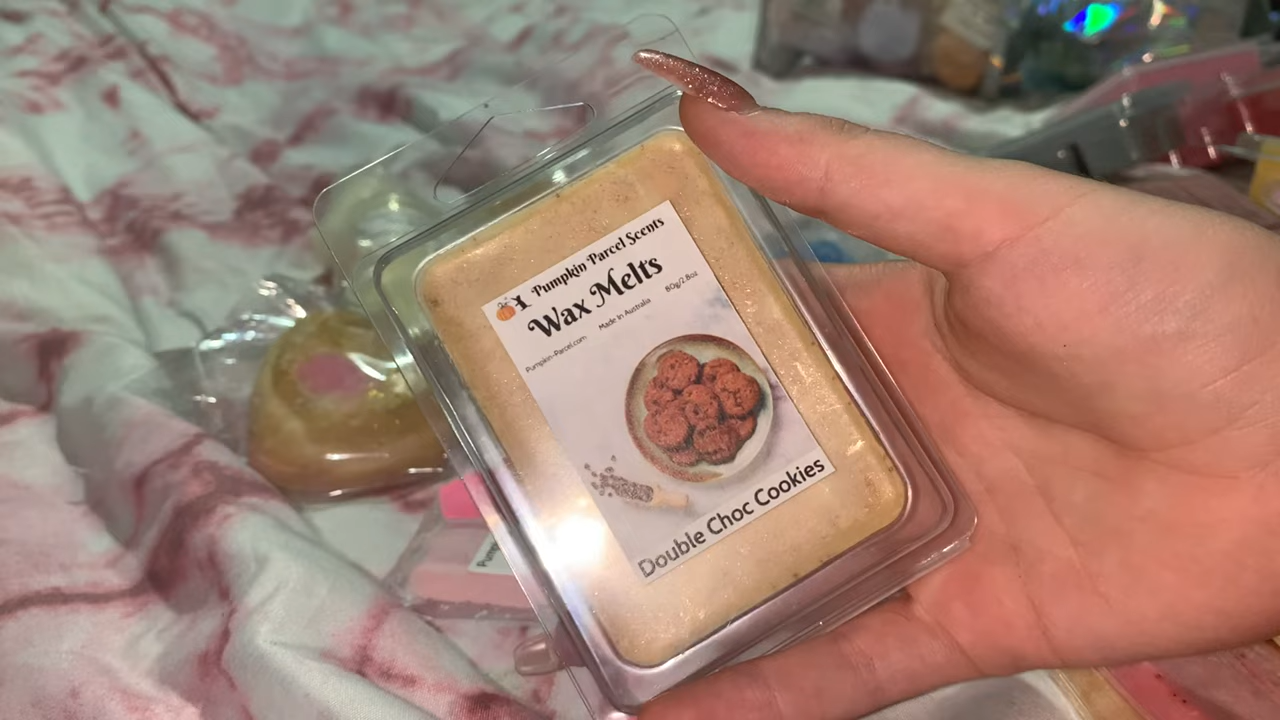 Pumpkin Parcel Scents
Wax Melts
Pumpkin-Parcel.com Made In Australia 80g/2.8oz
Double Choc Cookies